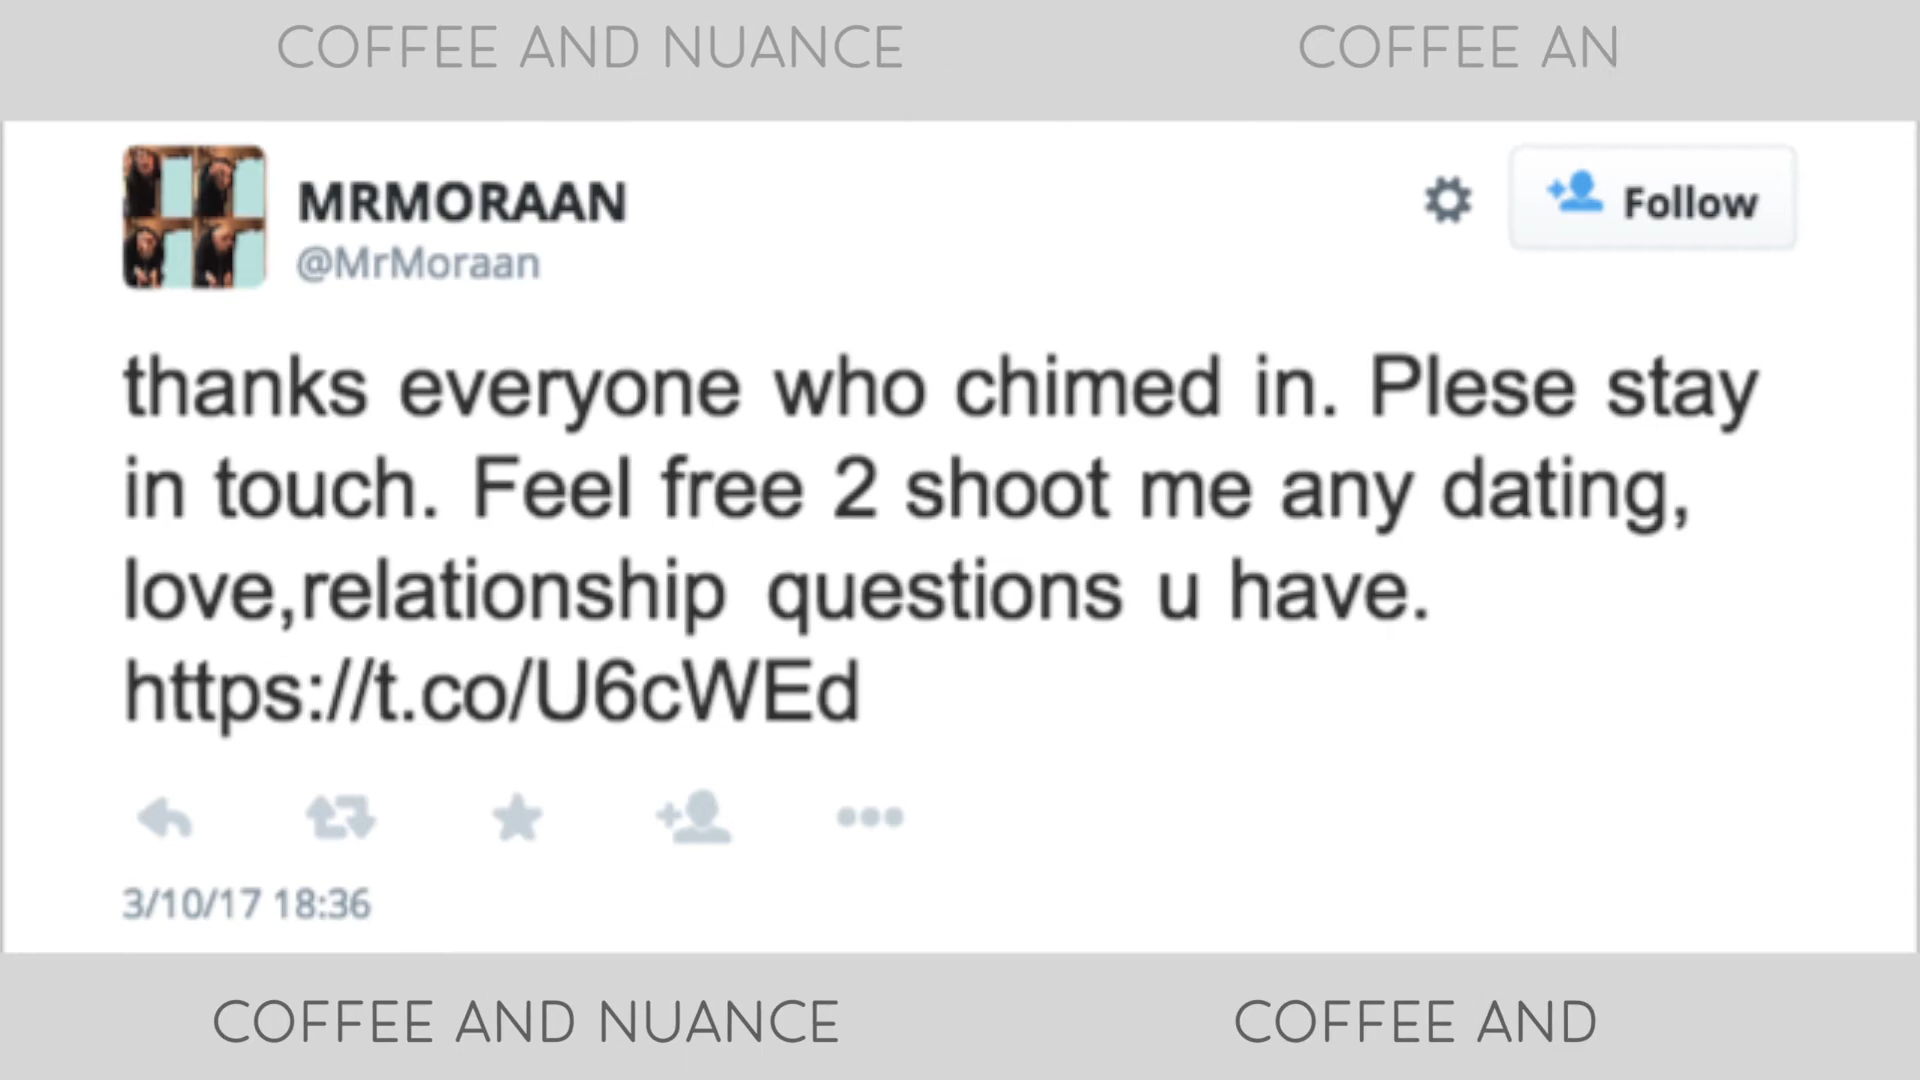 COFFEE AND NUANCE COFFEE AN
MRMORAAN
@MrMoraan
Follow
thanks everyone who chimed in. Plese stay
in touch. Feel free 2 shoot me any dating,
love,relationship questions u have.
https://t.co/U6cWEd
3/10/17 18:36
COFFEE AND NUANCE COFFEE AND